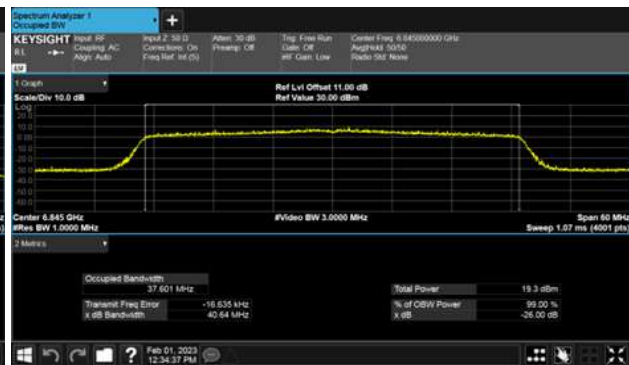 Spectrum Analyzer 1
Occupied BW
KEYSIGHT
Input: RF
Coupling: AC
Align: Auto
Input Z: 50 Ω
Corrections: On
Freq Ref: Int (S)
Atten: 30 dB
Preamp: Off
Trig: Free Run
Gate: Off
#IF Gain: Low
Center Freq: 6.845000000 GHz
Avg|Hold: 50/50
Radio Std: None
RL
1 Graph
Scale/Div 10.0 dB
Ref Lvl Offset 11.00 dB
Ref Value 30.00 dBm
Log
20.0
10.0
0.00
-10.0
-20.0
-30.0
-40.0
-50.0
-60.0
Center 6.845 GHz
#Res BW 1.0000 MHz
#Video BW 3.0000 MHz
Span 60 MHz
Sweep 1.07 ms (4001 pts)
2 Metrics
Occupied Bandwidth
37.601 MHz
Transmit Freq Error -16.635 kHz
x dB Bandwidth 40.64 MHz
Total Power 19.3 dBm
% of OBW Power 99.00 %
x dB -26.00 dB
Feb 01, 2023
12:34:37 PM